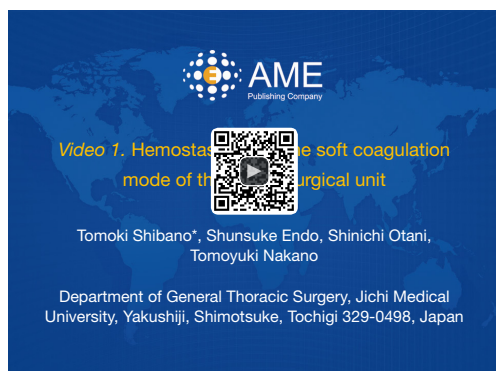 AME
Publishing Company
Video 1. Hemostas ne soft coagulation
mode of th urgical unit
Tomoki Shibano*, Shunsuke Endo, Shinichi Otani,
Tomoyuki Nakano
Department of General Thoracic Surgery, Jichi Medical
University, Yakushiji, Shimotsuke, Tochigi 329-0498, Japan